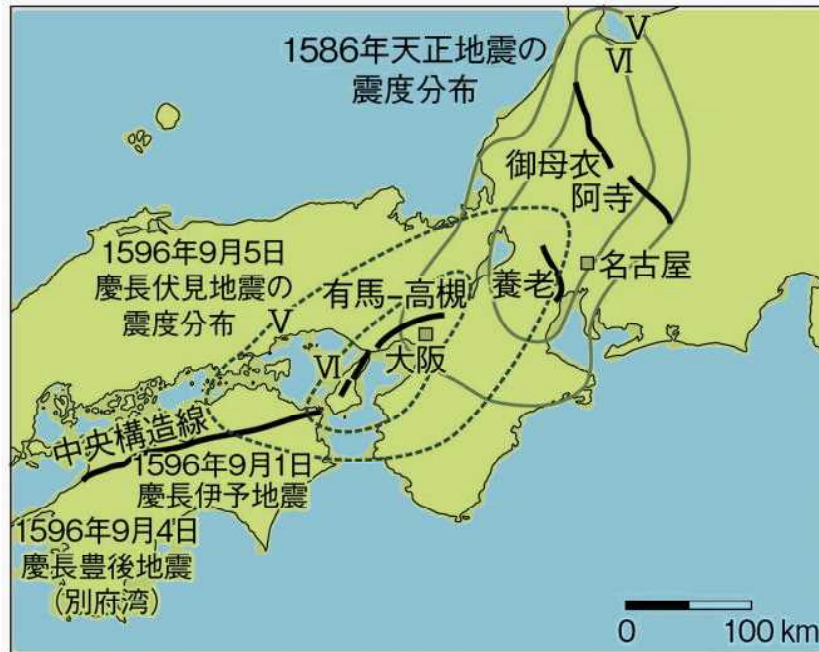 1586年天正地震の
震度分布
Ⅴ
Ⅵ
御母衣
阿寺
1596年9月5日
慶長伏見地震の
震度分布
Ⅴ
有馬–高槻
養老
名古屋
Ⅵ
大阪
中央構造線
1596年9月1日
慶長伊予地震
1596年9月4日
慶長豊後地震
（別府湾）
0
100 km